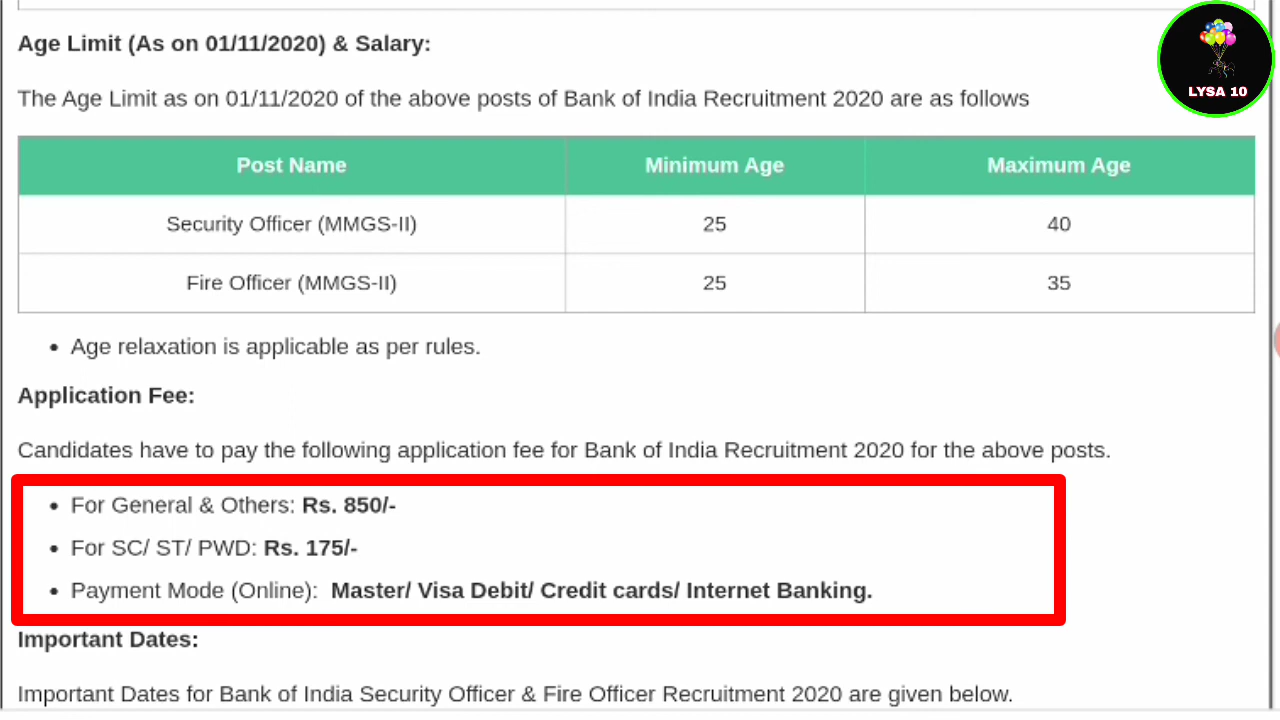 Age Limit (As on 01/11/2020) & Salary:
LYSA 10
The Age Limit as on 01/11/2020 of the above posts of Bank of India Recruitment 2020 are as follows
Post Name Minimum Age Maximum Age
Security Officer (MMGS-II) 25 40
Fire Officer (MMGS-II) 25 35
• Age relaxation is applicable as per rules.
Application Fee:
Candidates have to pay the following application fee for Bank of India Recruitment 2020 for the above posts.
• For General & Others: Rs. 850/-
• For SC/ ST/ PWD: Rs. 175/-
• Payment Mode (Online): Master/ Visa Debit/ Credit cards/ Internet Banking.
Important Dates:
Important Dates for Bank of India Security Officer & Fire Officer Recruitment 2020 are given below.